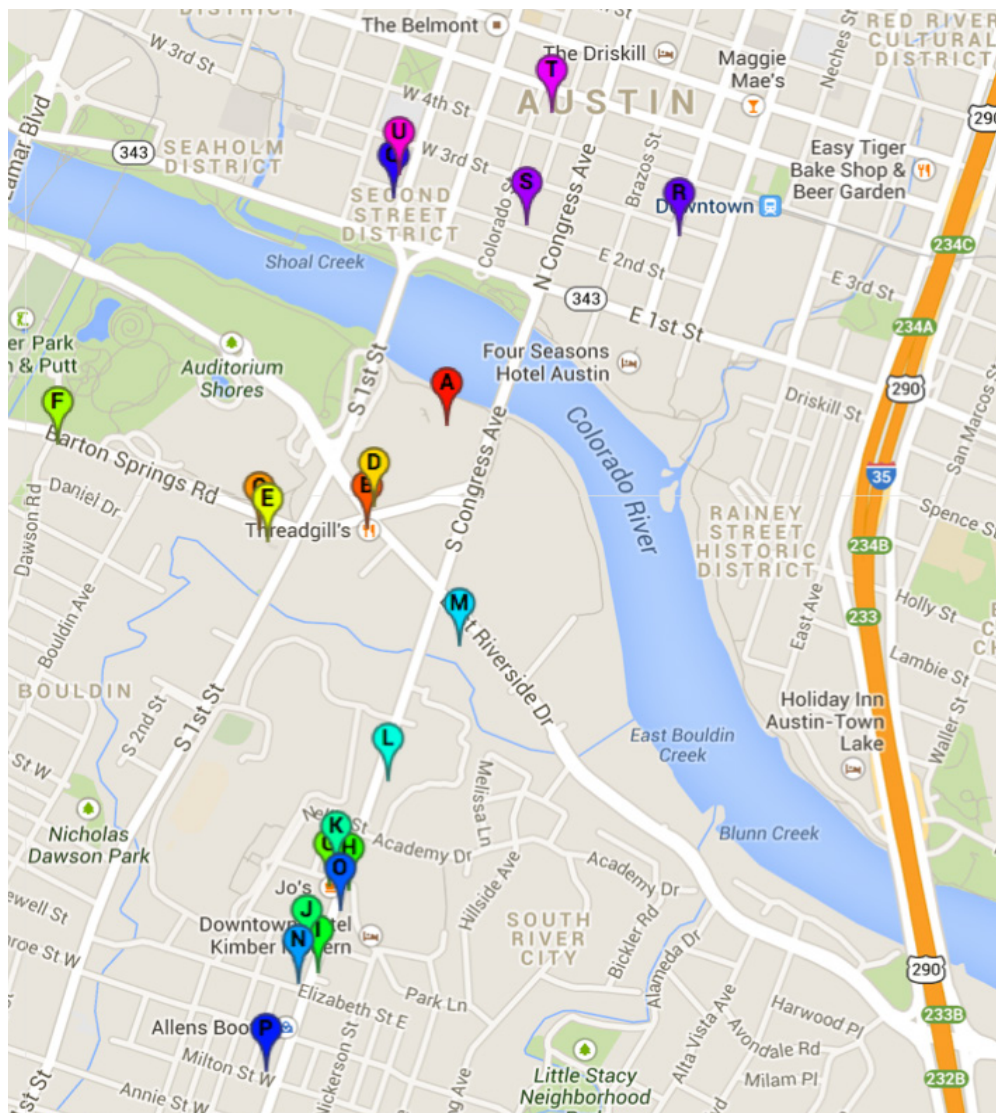 DISTRICT
The Belmont
W 3rd St
The Driskill
RED RIVER
CULTURAL
DISTRICT
Maggie
Mae's
Neches St
T
AUSTIN
W 4th St
290
Lamar Blvd
343
SEAHOLM
DISTRICT
U
W 3rd St
Easy Tiger
Bake Shop &
Beer Garden
S
R
Downtown
SECOND
STREET
DISTRICT
Colorado St
N Congress Ave
Brazos St
234C
Shoal Creek
E 2nd St
E 3rd St
343
E 1st St
234A
Auditorium
Shores
S 1st St
Four Seasons
Hotel Austin
A
F
Barton Springs Rd
Colorado River
290
Driskill St
San Marcos St
35
Daniel Dr
Dawson Rd
D
B
E
Threadgill's
S Congress Ave
RAINEY
STREET
HISTORIC
DISTRICT
Spence St
234B
M
Riverside Dr
East Ave
233
Holly St
Lambie St
Bouldin Ave
BOULDIN
S 2nd St
S 1st St
L
Holiday Inn
Austin-Town
Lake
Waller St
East Bouldin
Creek
Melissa Ln
Nicholas
Dawson Park
K
H
O
Academy Dr
Blunn Creek
Jo's
Hillside Ave
Academy Dr
J
I
N
SOUTH
RIVER
CITY
Bickler Rd
Alameda Dr
290
Elizabeth St E
Park Ln
Harwood Pl
233B
P
Milton St W
Nickerson St
Alta Vista Ave
Avondale Rd
Milam Pl
232B
Annie St W
Little Stacy
Neighborhood